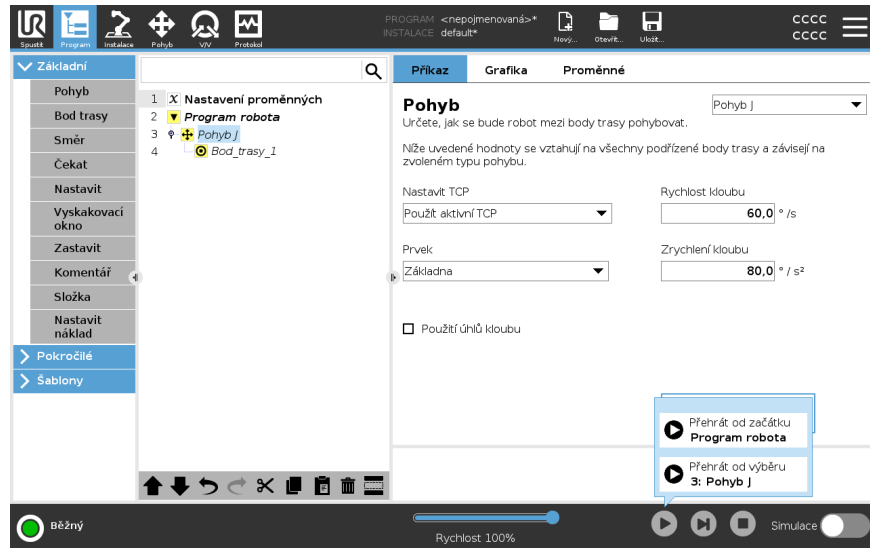 UR
PROGRAM <nepojmenovaná>*
INSTALACE default*
Spustit
Program
Instalace
Pohyb
V/V
Protokol
Nový...
Otevřít...
Uložit...
CCCC
CCCC
Základní
Pohyb
Bod trasy
Směr
Čekat
Nastavit
Vyskakovací
okno
Zastavit
Komentář
Složka
Nastavit
náklad
Pokročilé
Šablony
1 X Nastavení proměnných
2 Program robota
3 Pohyb J
4 Bod_trasy_1
Příkaz Grafika Proměnné
Pohyb
Pohyb J
Určete, jak se bude robot mezi body trasy pohybovat.
Níže uvedené hodnoty se vztahují na všechny podřízené body trasy a závisejí na
zvoleném typu pohybu.
Nastavit TCP
Použít aktivní TCP
Rychlost kloubu
60,0 ° /s
Prvek
Základna
Zrychlení kloubu
80,0 ° / s²
Použití úhlů kloubu
Přehrát od začátku
Program robota
Přehrát od výběru
3: Pohyb J
Běžný
Rychlost 100%
Simulace